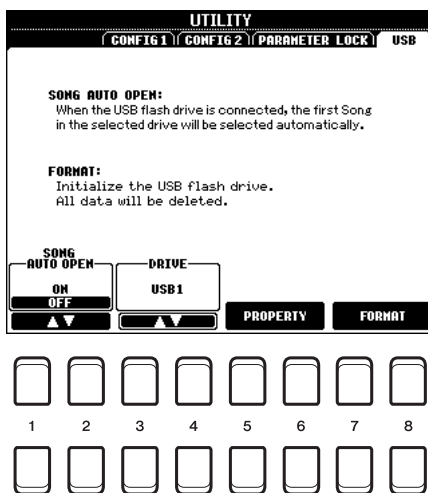 UTILITY
CONFIG 1 CONFIG 2 PARAMETER LOCK USB
SONG AUTO OPEN:
When the USB flash drive is connected, the first Song
in the selected drive will be selected automatically.
FORMAT:
Initialize the USB flash drive.
All data will be deleted.
SONG
AUTO OPEN DRIVE
ON USB1
OFF
▲▼ ▲▼ PROPERTY FORMAT
1 2 3 4 5 6 7 8